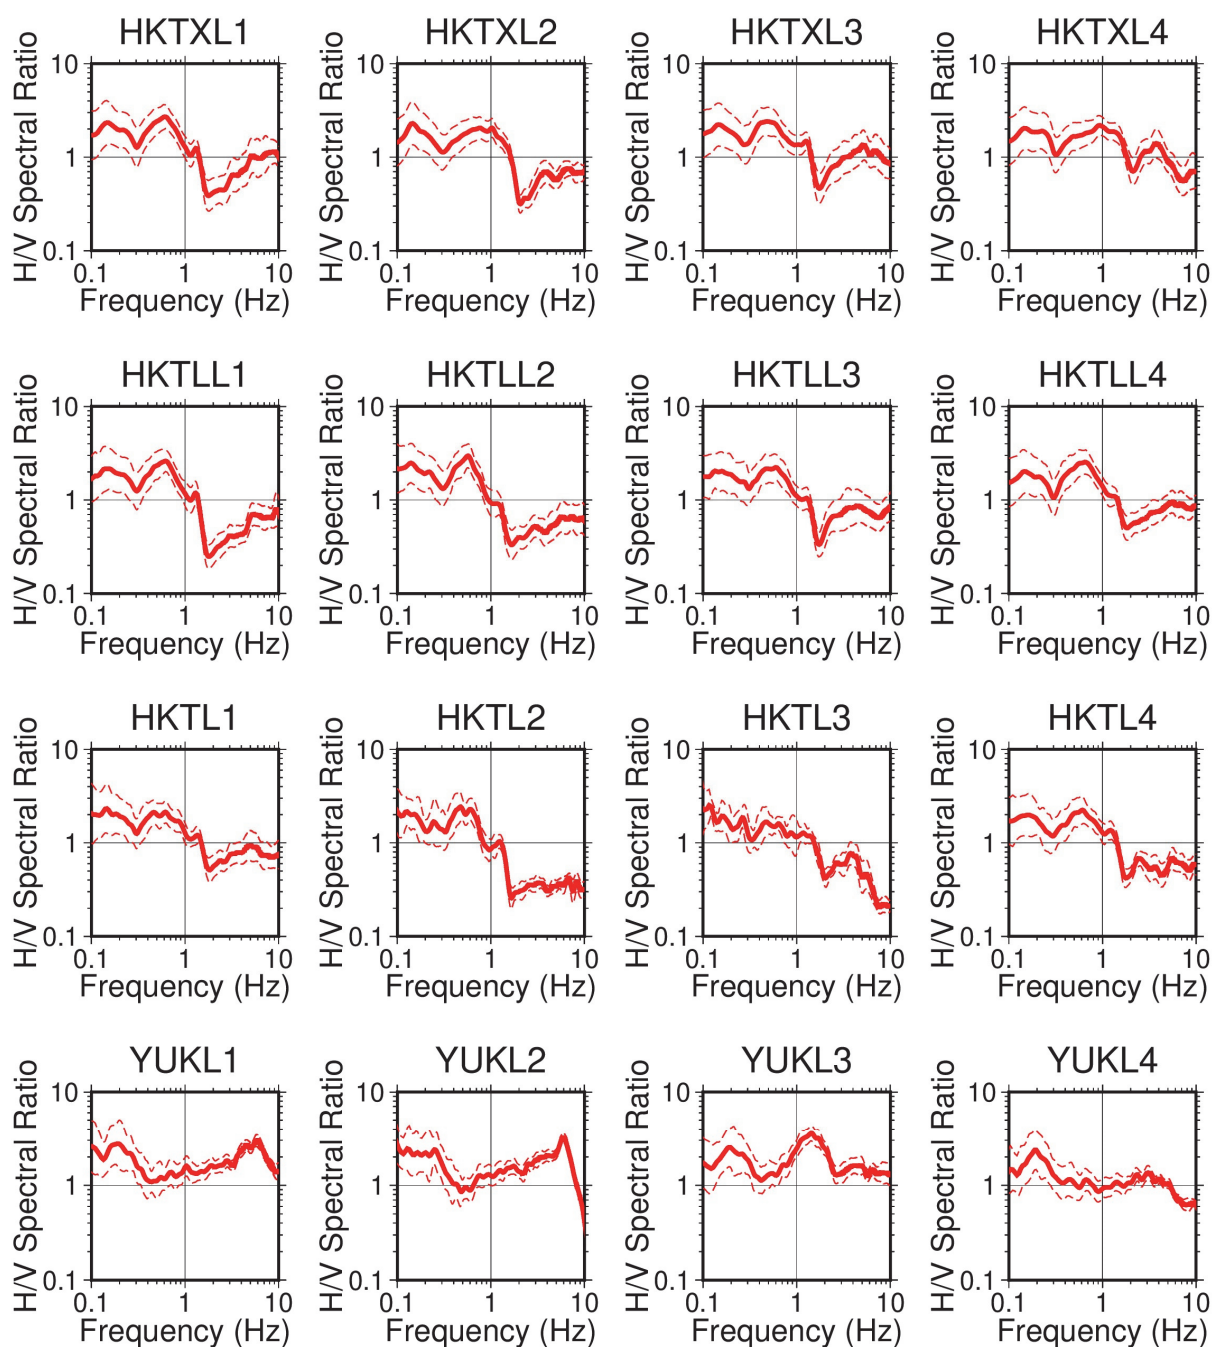 HKTXL1 HKTXL2 HKTXL3 HKTXL4
H/V Spectral Ratio H/V Spectral Ratio H/V Spectral Ratio H/V Spectral Ratio
10 10 10 10
1 1 1 1
0.1 0.1 0.1 0.1
0.1 1 10 0.1 1 10 0.1 1 10 0.1 1 10
Frequency (Hz) Frequency (Hz) Frequency (Hz) Frequency (Hz)
HKTLL1 HKTLL2 HKTLL3 HKTLL4
H/V Spectral Ratio H/V Spectral Ratio H/V Spectral Ratio H/V Spectral Ratio
10 10 10 10
1 1 1 1
0.1 0.1 0.1 0.1
0.1 1 10 0.1 1 10 0.1 1 10 0.1 1 10
Frequency (Hz) Frequency (Hz) Frequency (Hz) Frequency (Hz)
HKTL1 HKTL2 HKTL3 HKTL4
H/V Spectral Ratio H/V Spectral Ratio H/V Spectral Ratio H/V Spectral Ratio
10 10 10 10
1 1 1 1
0.1 0.1 0.1 0.1
0.1 1 10 0.1 1 10 0.1 1 10 0.1 1 10
Frequency (Hz) Frequency (Hz) Frequency (Hz) Frequency (Hz)
YUKL1 YUKL2 YUKL3 YUKL4
H/V Spectral Ratio H/V Spectral Ratio H/V Spectral Ratio H/V Spectral Ratio
10 10 10 10
1 1 1 1
0.1 0.1 0.1 0.1
0.1 1 10 0.1 1 10 0.1 1 10 0.1 1 10
Frequency (Hz) Frequency (Hz) Frequency (Hz) Frequency (Hz)